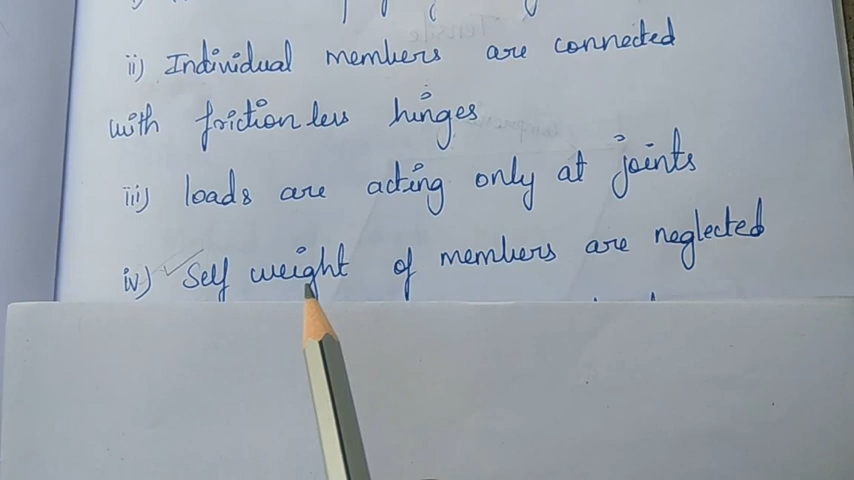 ii) Individual members are connected
with frictionless hinges
iii) loads are acting only at joints
iv) Self weight of members are neglected